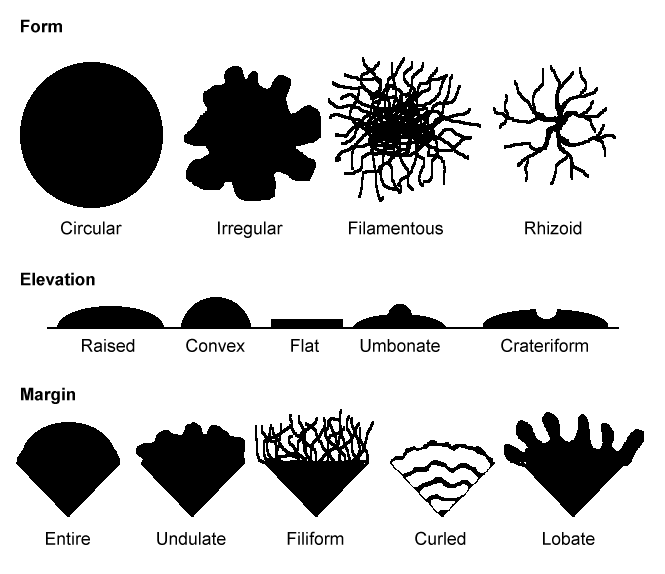 Form
Circular Irregular Filamentous Rhizoid
Elevation
Raised Convex Flat Umbonate Crateriform
Margin
Entire Undulate Filiform Curled Lobate